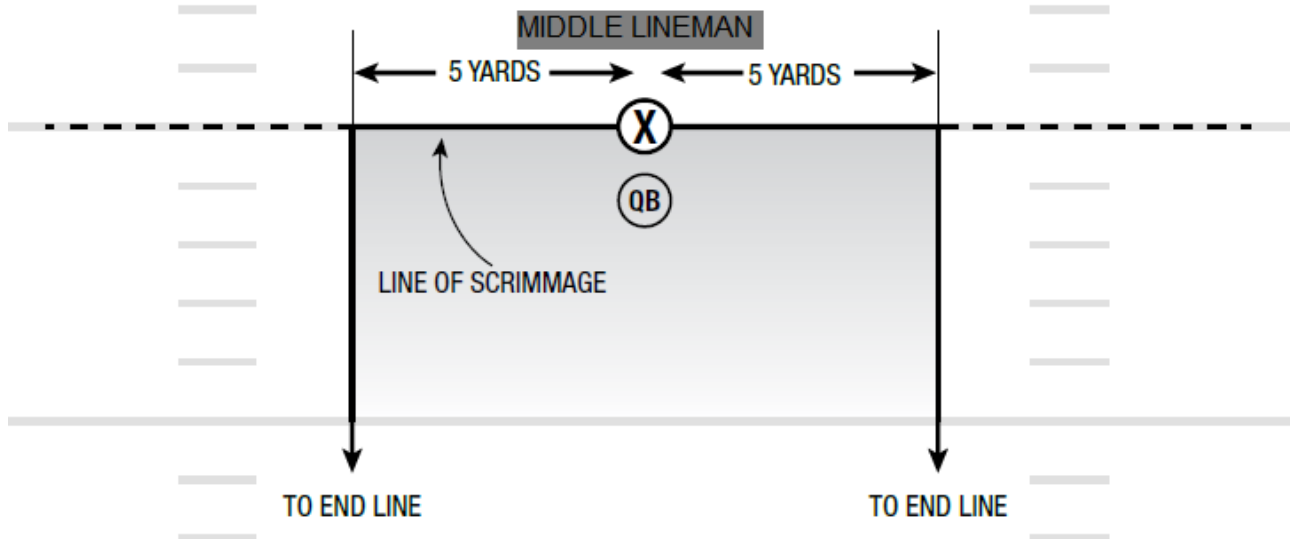 MIDDLE LINEMAN
5 YARDS 5 YARDS
X
QB
LINE OF SCRIMMAGE
TO END LINE TO END LINE